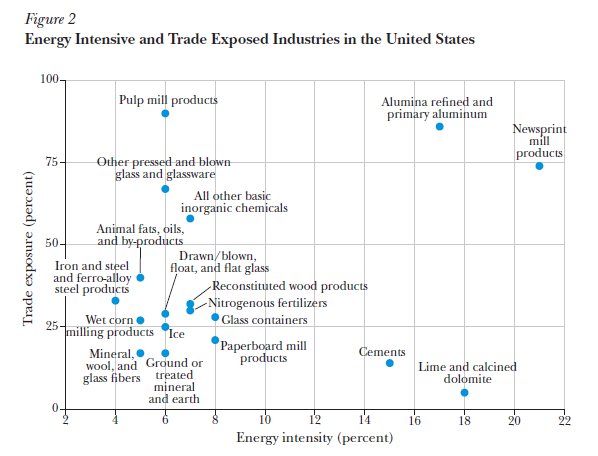 Figure 2
Energy Intensive and Trade Exposed Industries in the United States
Trade exposure (percent)
100
75
50
25
0
Pulp mill products
Alumina refined and
primary aluminum
Newsprint
mill
products
Other pressed and blown
glass and glassware
All other basic
inorganic chemicals
Animal fats, oils,
and by-products
Drawn/blown,
float, and flat glass
Iron and steel
and ferro-alloy
steel products
Reconstituted wood products
Nitrogenous fertilizers
Wet corn
milling products
Glass containers
Ice
Paperboard mill
products
Mineral,
wool, and
glass fibers
Ground or
treated
mineral
and earth
Cements
Lime and calcined
dolomite
2 4 6 8 10 12 14 16 18 20 22
Energy intensity (percent)